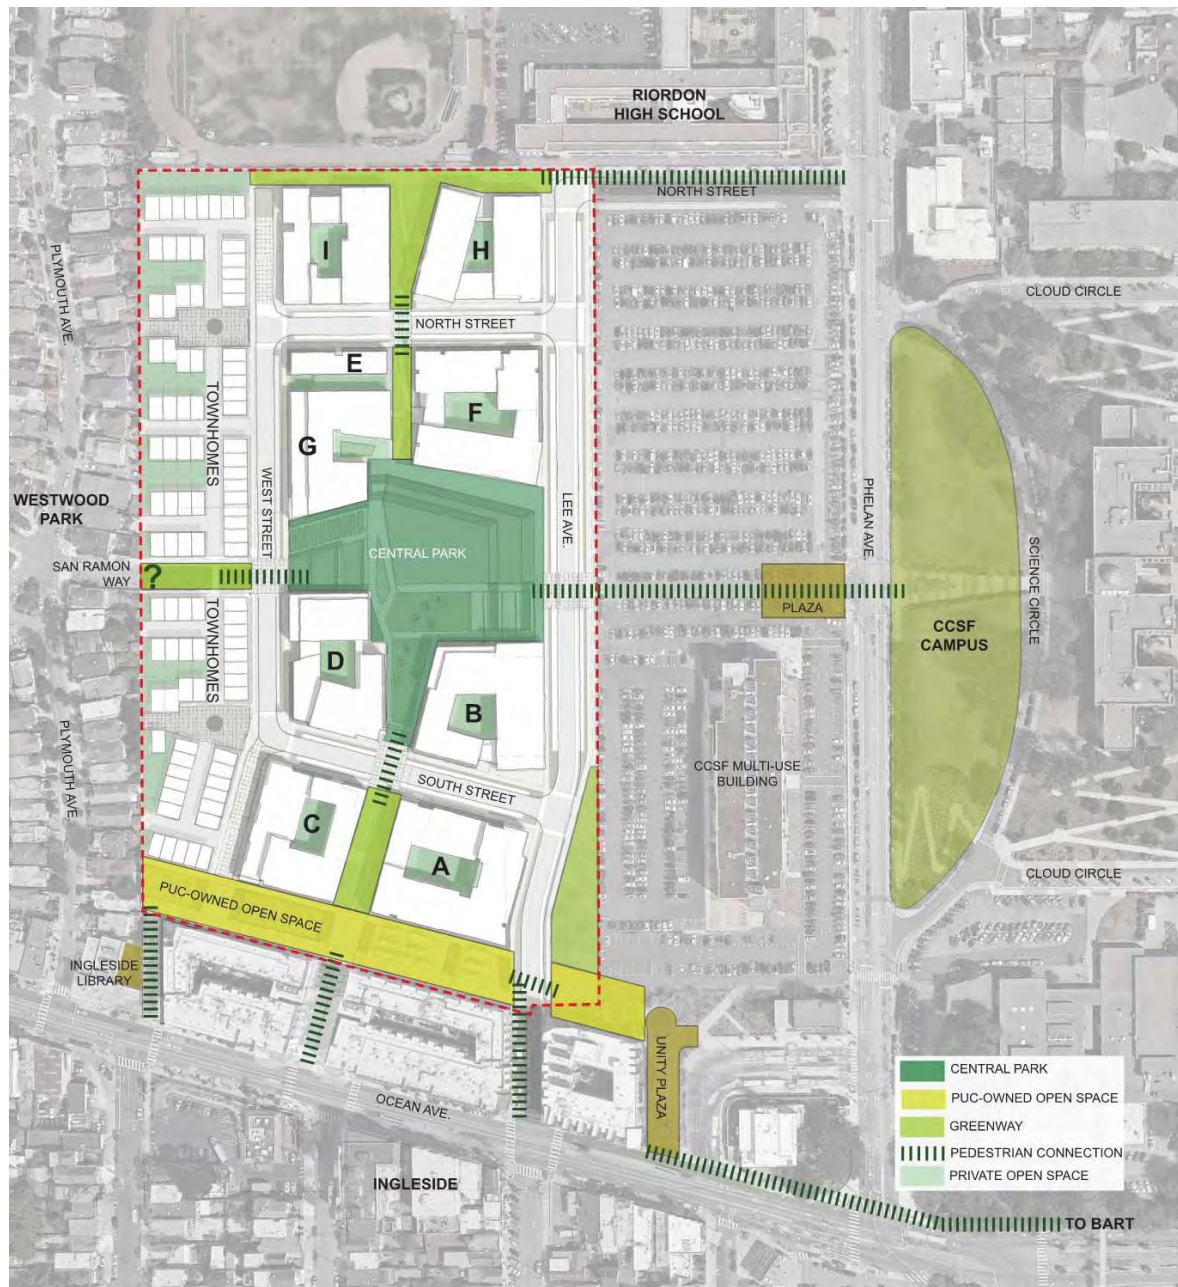 RIORDON
HIGH SCHOOL
NORTH STREET
I
H
PLYMOUTH AVE.
CLOUD CIRCLE
NORTH STREET
E
TOWNHOMES
F
G
WESTWOOD
PARK
WEST STREET
LEE AVE.
PHELAN AVE.
SCIENCE CIRCLE
CENTRAL PARK
SAN RAMON
WAY
?
PLAZA
CCSF
CAMPUS
TOWNHOMES
D
B
PLYMOUTH AVE.
SOUTH STREET
CCSF MULTI-USE
BUILDING
C
A
CLOUD CIRCLE
PUC-OWNED OPEN SPACE
INGLESIDE
LIBRARY
UNITY PLAZA
OCEAN AVE.
INGLESIDE
CENTRAL PARK
PUC-OWNED OPEN SPACE
GREENWAY
PEDESTRIAN CONNECTION
PRIVATE OPEN SPACE
TO BART